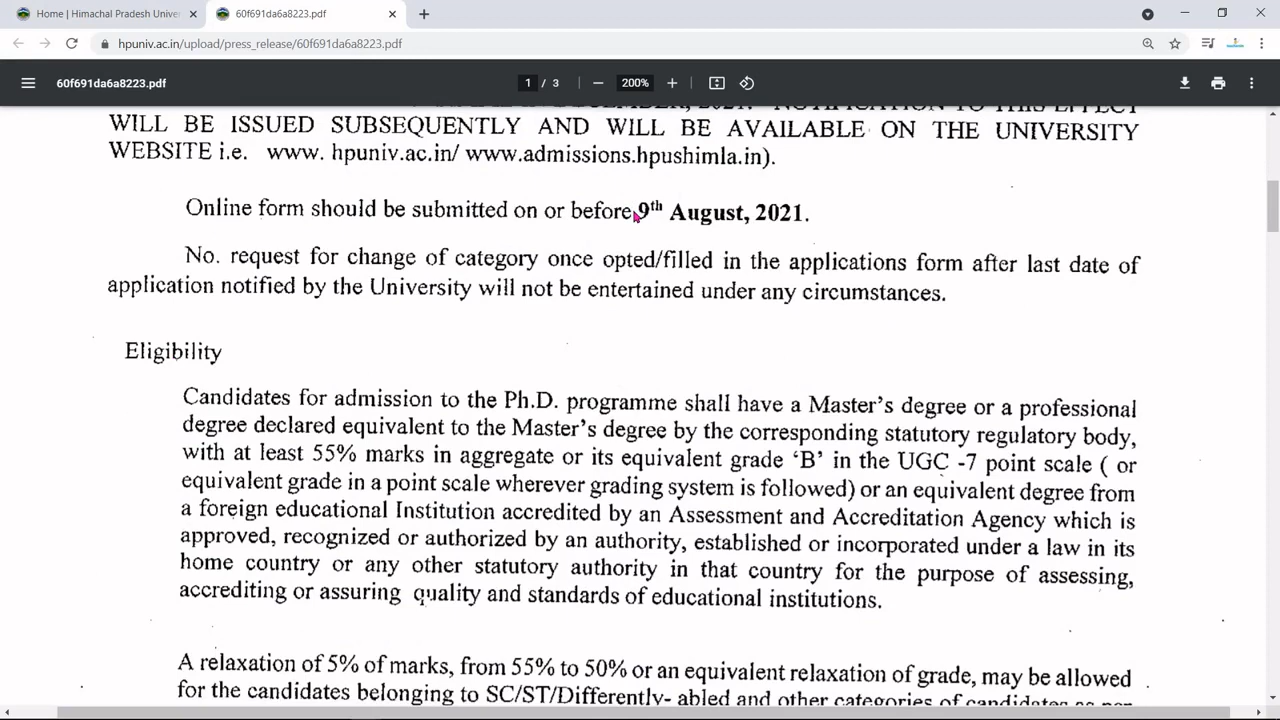 Home | Himachal Pradesh Univer
60f691da6a8223.pdf
hpuniv.ac.in/upload/press_release/60f691da6a8223.pdf
60f691da6a8223.pdf
1 / 3
200%
2021. NOTIFICATION TO THIS EFFECT
WILL BE ISSUED SUBSEQUENTLY AND WILL BE AVAILABLE ON THE UNIVERSITY
WEBSITE i.e. www. hpuniv.ac.in/ www.admissions.hpushimla.in).
Online form should be submitted on or before 9th August, 2021.
No. request for change of category once opted/filled in the applications form after last date of
application notified by the University will not be entertained under any circumstances.
Eligibility
Candidates for admission to the Ph.D. programme shall have a Master's degree or a professional
degree declared equivalent to the Master's degree by the corresponding statutory regulatory body,
with at least 55% marks in aggregate or its equivalent grade 'B' in the UGC -7 point scale ( or
equivalent grade in a point scale wherever grading system is followed) or an equivalent degree from
a foreign educational Institution accredited by an Assessment and Accreditation Agency which is
approved, recognized or authorized by an authority, established or incorporated under a law in its
home country or any other statutory authority in that country for the purpose of assessing,
accrediting or assuring quality and standards of educational institutions.
A relaxation of 5% of marks, from 55% to 50% or an equivalent relaxation of grade, may be allowed
for the candidates belonging to SC/ST/Differently- abled and other categories of candidates as per